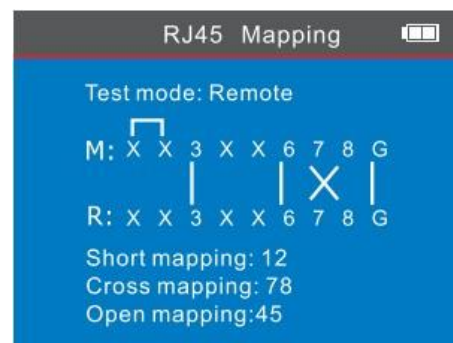 RJ45 Mapping
Test mode: Remote
M: X X 3 X X 6 7 8 G
R: X X 3 X X 6 7 8 G
Short mapping: 12
Cross mapping: 78
Open mapping:45